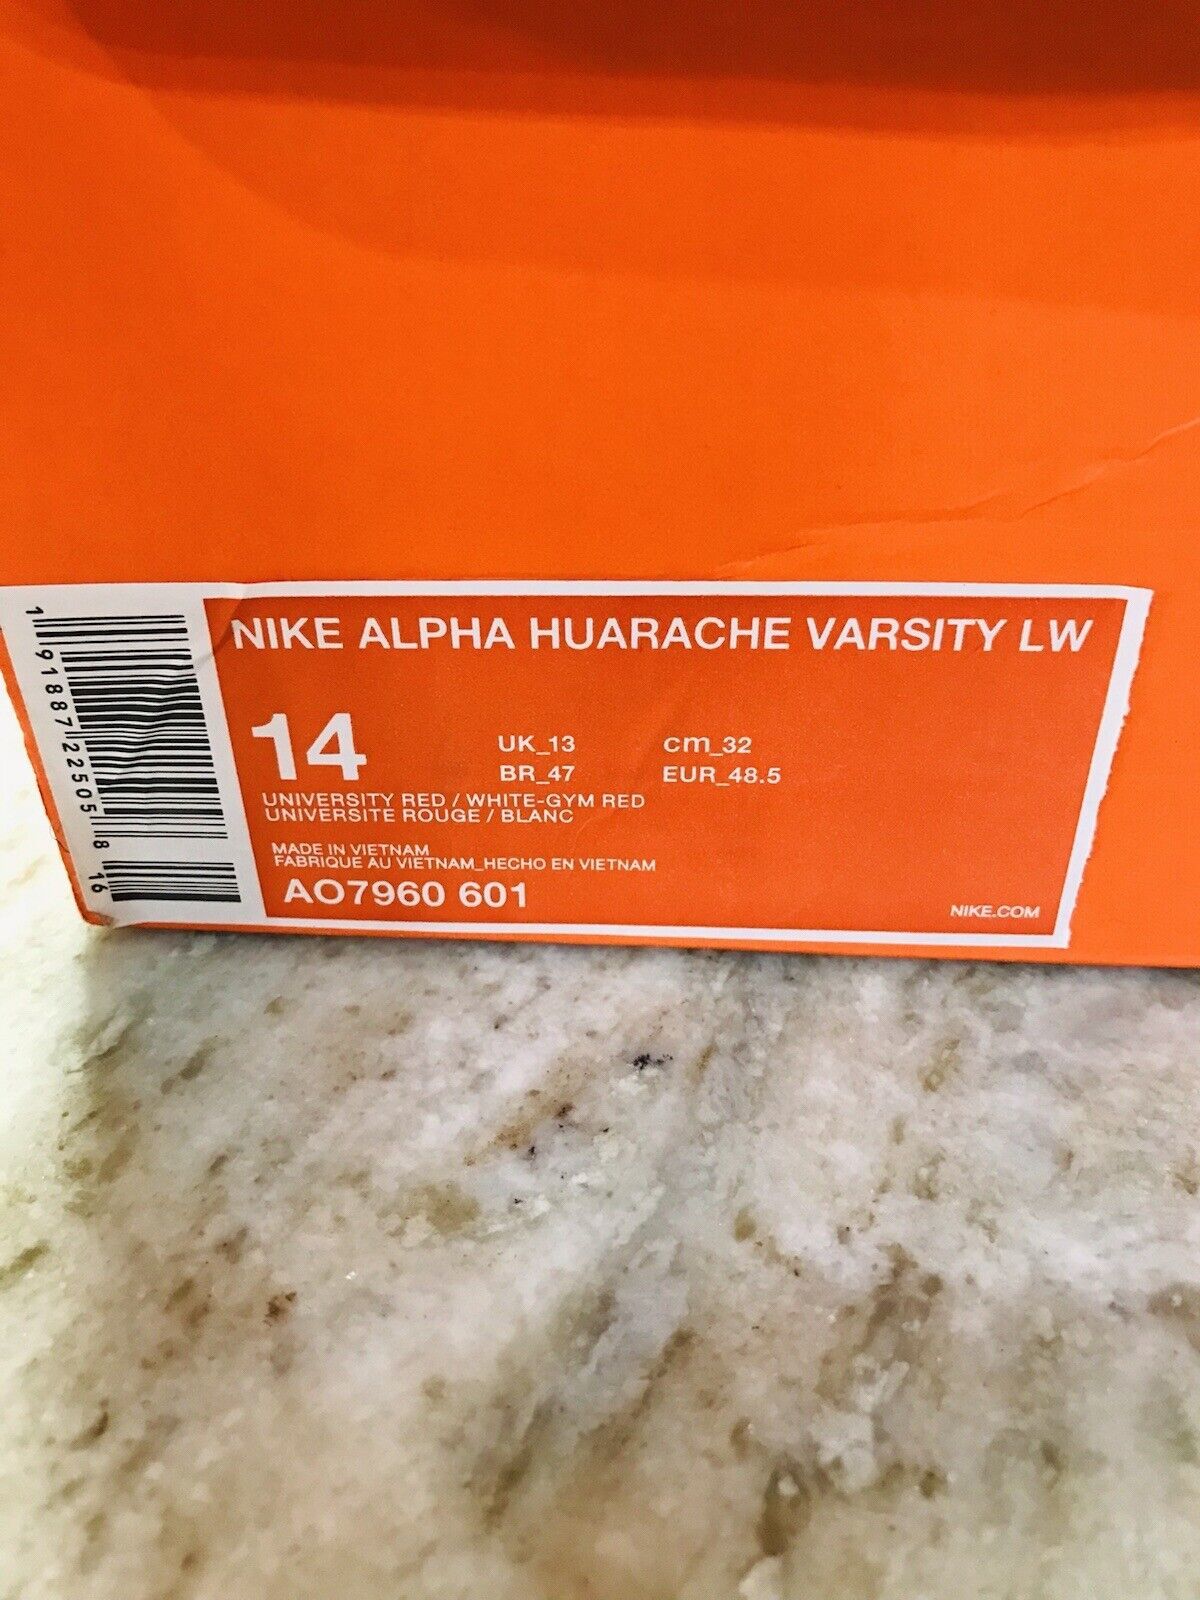 NIKE ALPHA HUARACHE VARSITY LW
14
UK_13 cm_32
BR_47 EUR_48.5
UNIVERSITY RED / WHITE-GYM RED
UNIVERSITE ROUGE / BLANC
MADE IN VIETNAM
FABRIQUE AU VIETNAM_HECHO EN VIETNAM
AO7960 601
NIKE.COM
1 91887 22505 8 16